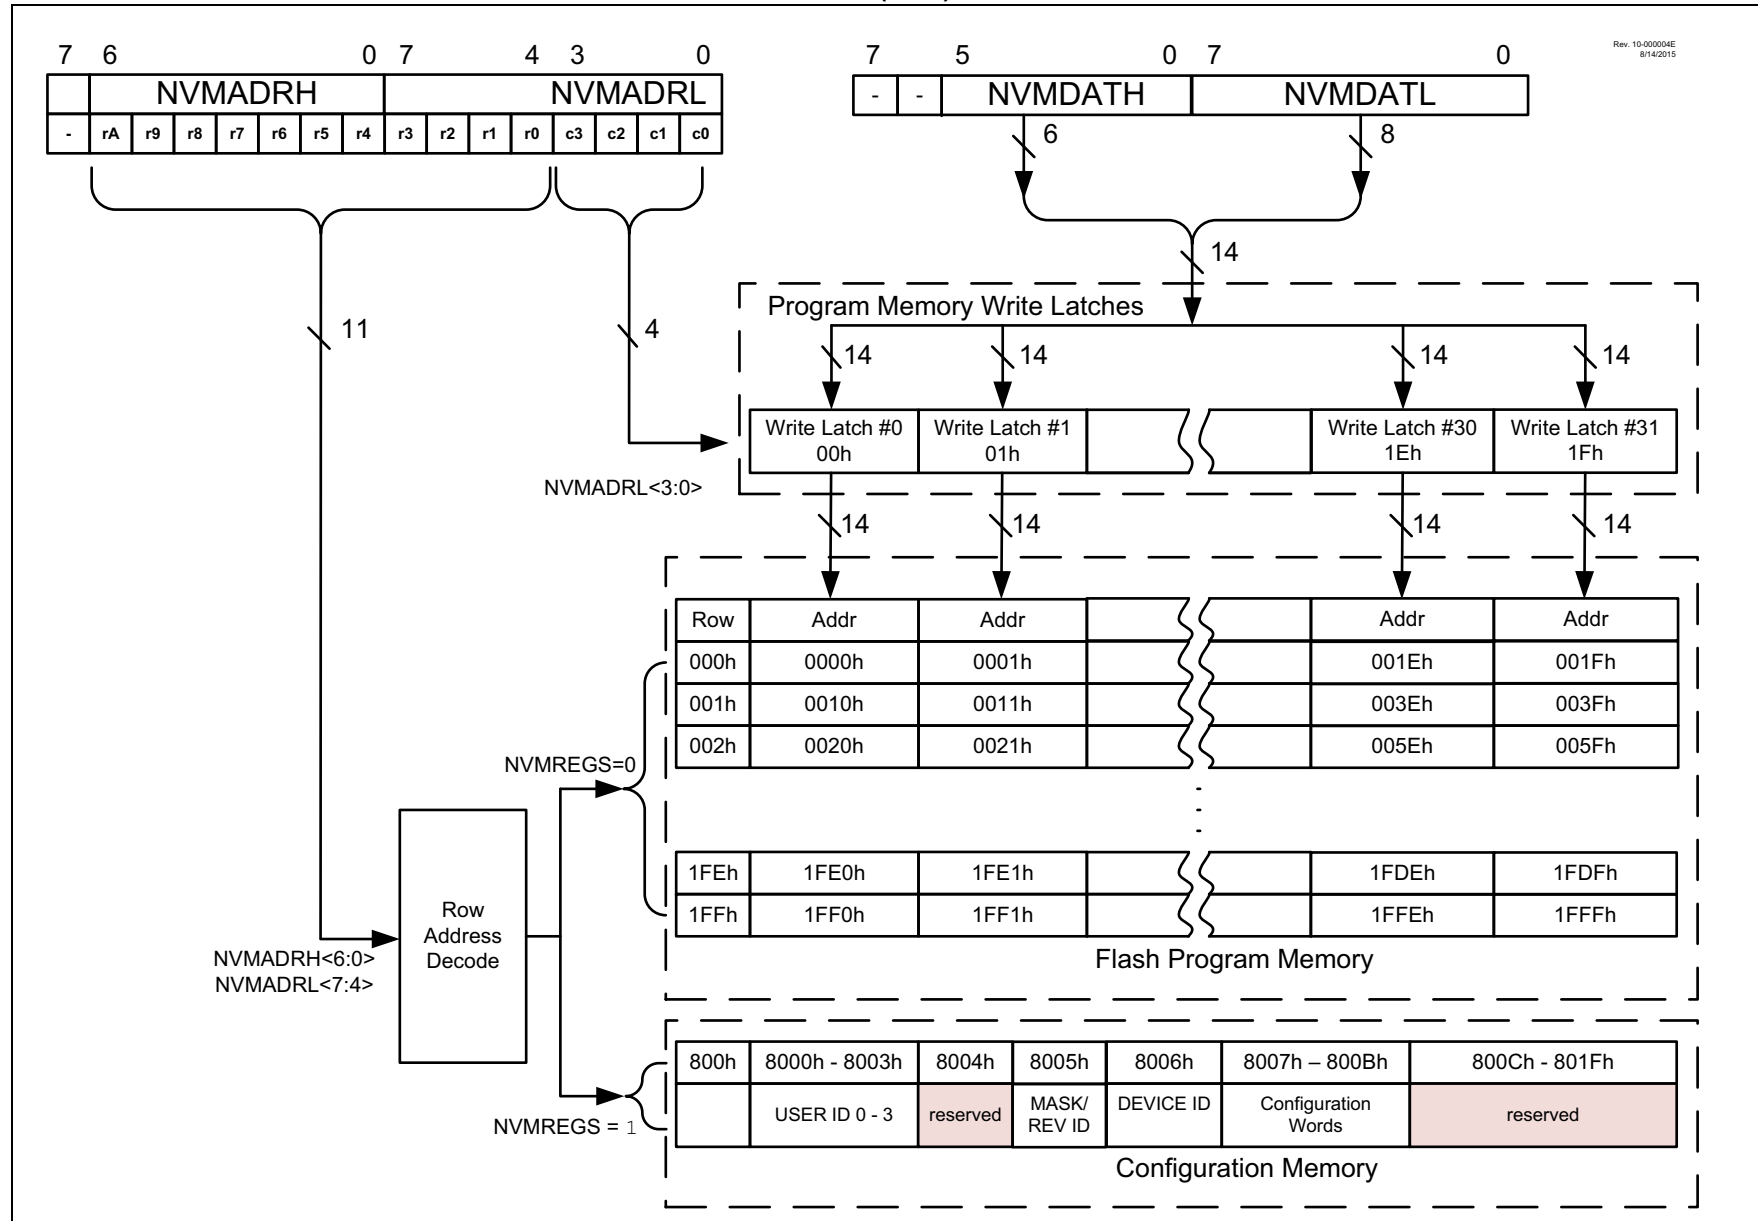 7 6 0 7 4 3 0
NVMADRH NVMADRL
- rA r9 r8 r7 r6 r5 r4 r3 r2 r1 r0 c3 c2 c1 c0
7 5 0 7 0
- - NVMDATH NVMDATL
Rev. 10-000004E
8/14/2015
6 8
14
11 4
Program Memory Write Latches
14 14 14 14
Write Latch #0 Write Latch #1 Write Latch #30 Write Latch #31
00h 01h 1Eh 1Fh
NVMADRL<3:0>
14 14 14 14
Row Addr Addr Addr Addr
000h 0000h 0001h 001Eh 001Fh
001h 0010h 0011h 003Eh 003Fh
002h 0020h 0021h 005Eh 005Fh
NVMREGS=0
1FEh 1FE0h 1FE1h 1FDEh 1FDFh
1FFh 1FF0h 1FF1h 1FFEh 1FFFh
Flash Program Memory
Row
Address
Decode
NVMADRH<6:0>
NVMADRL<7:4>
800h 8000h - 8003h 8004h 8005h 8006h 8007h – 800Bh 800Ch - 801Fh
USER ID 0 - 3 reserved MASK/ REV ID DEVICE ID Configuration Words reserved
NVMREGS = 1
Configuration Memory